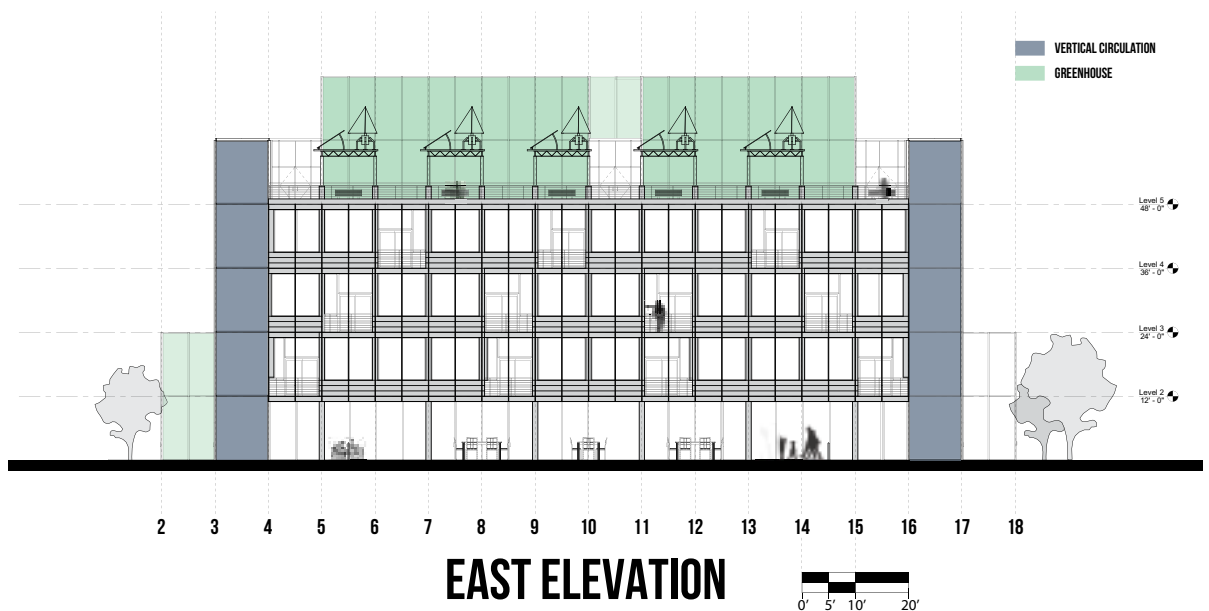 VERTICAL CIRCULATION
GREENHOUSE
Level 5
48' - 0"
Level 4
36' - 0"
Level 3
24' - 0"
Level 2
12' - 0"
2 3 4 5 6 7 8 9 10 11 12 13 14 15 16 17 18
EAST ELEVATION
0' 5' 10' 20'